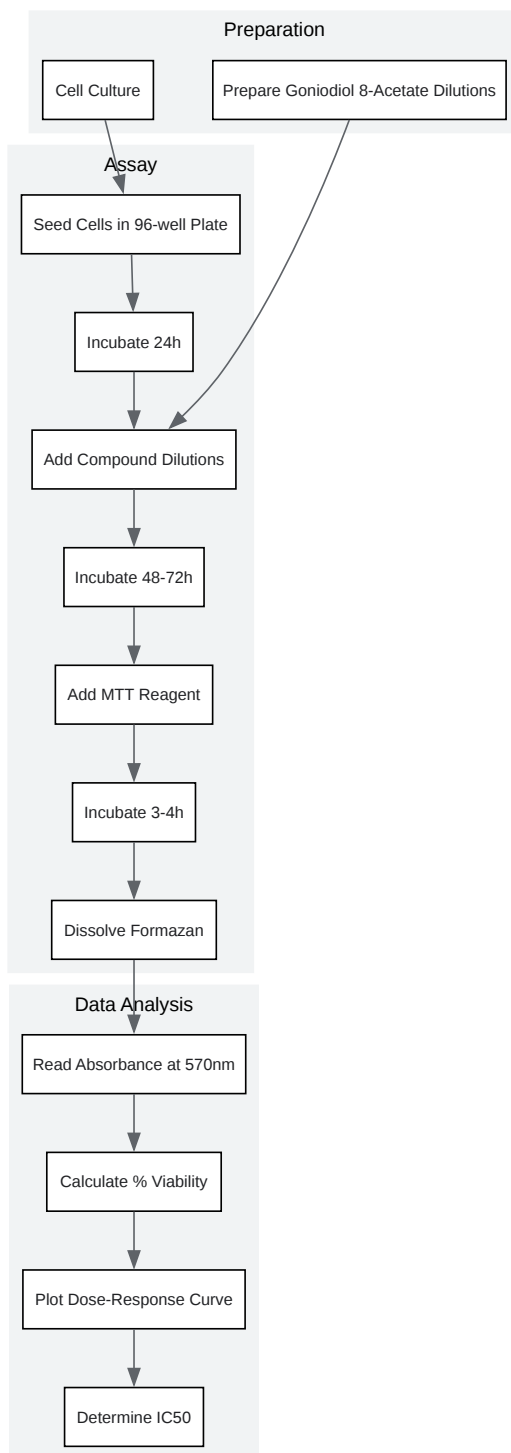 Preparation
Cell Culture
Prepare Goniodiol 8-Acetate Dilutions
Assay
Seed Cells in 96-well Plate
Incubate 24h
Add Compound Dilutions
Incubate 48-72h
Add MTT Reagent
Incubate 3-4h
Dissolve Formazan
Data Analysis
Read Absorbance at 570nm
Calculate % Viability
Plot Dose-Response Curve
Determine IC50